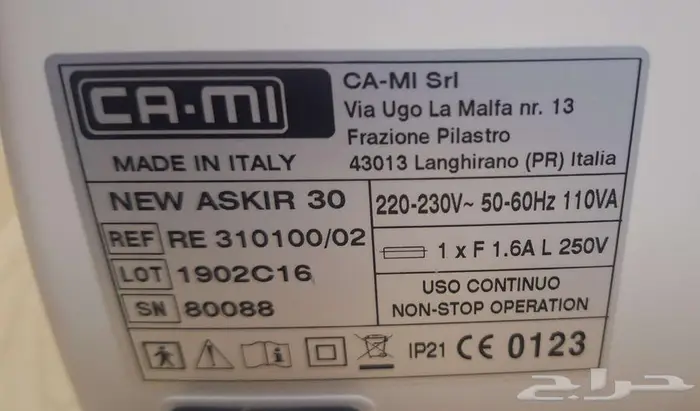 CA-MI
CA-MI Srl
Via Ugo La Malfa nr. 13
Frazione Pilastro
MADE IN ITALY
43013 Langhirano (PR) Italia
NEW ASKIR 30
220-230V~ 50-60Hz 110VA
REF RE 310100/02
1 x F 1.6A L 250V
LOT 1902C16
USO CONTINUO
SN 80088
NON-STOP OPERATION
IP21 CE 0123
حراج